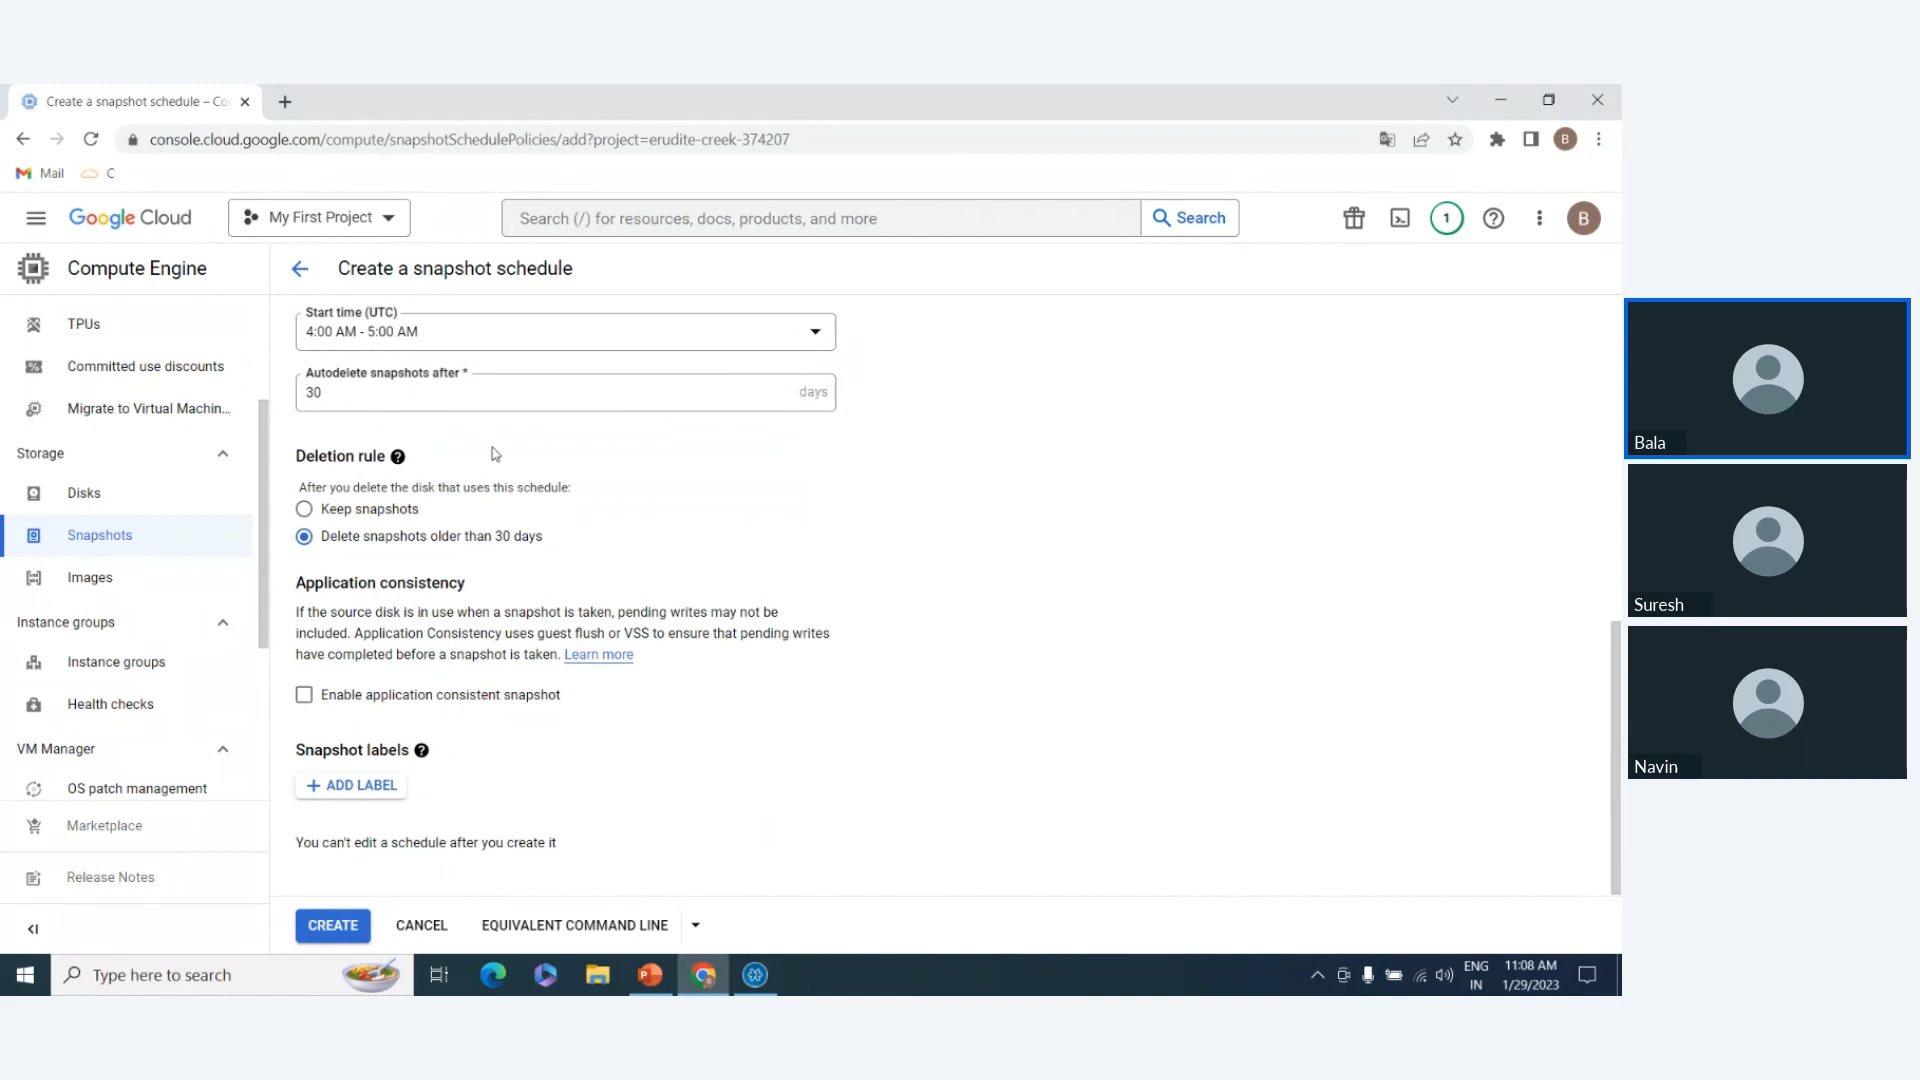 Create a snapshot schedule – Co
console.cloud.google.com/compute/snapshotSchedulePolicies/add?project=erudite-creek-374207
B
Mail
C
Google Cloud
My First Project
Search (/) for resources, docs, products, and more
Search
1
B
Compute Engine
Create a snapshot schedule
TPUs
Committed use discounts
Migrate to Virtual Machin...
Storage
Disks
Snapshots
Images
Instance groups
Instance groups
Health checks
VM Manager
OS patch management
Marketplace
Release Notes
Start time (UTC)
4:00 AM - 5:00 AM
Autodelete snapshots after *
30
days
Deletion rule
After you delete the disk that uses this schedule:
Keep snapshots
Delete snapshots older than 30 days
Application consistency
If the source disk is in use when a snapshot is taken, pending writes may not be
included. Application Consistency uses guest flush or VSS to ensure that pending writes
have completed before a snapshot is taken. Learn more
Enable application consistent snapshot
Snapshot labels
+ ADD LABEL
You can't edit a schedule after you create it
CREATE
CANCEL
EQUIVALENT COMMAND LINE
Type here to search
ENG
IN
11:08 AM
1/29/2023
Bala
Suresh
Navin